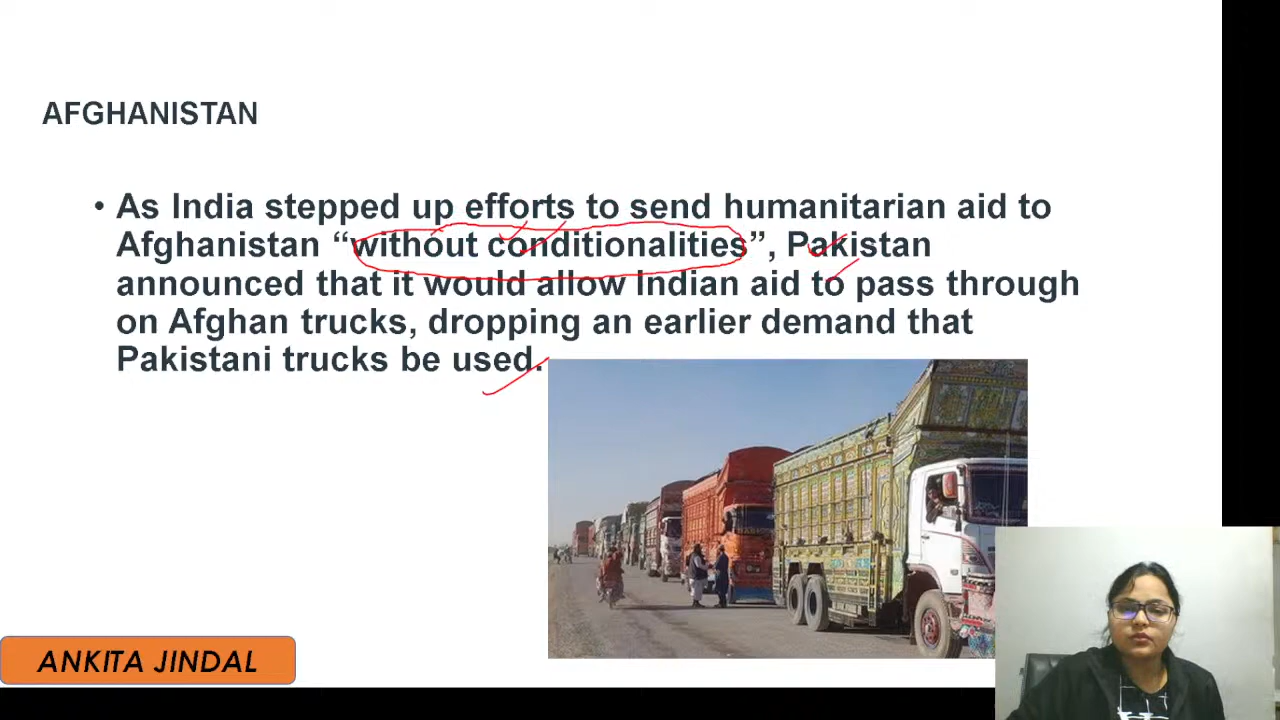 AFGHANISTAN
• As India stepped up efforts to send humanitarian aid to
Afghanistan “without conditionalities”, Pakistan
announced that it would allow Indian aid to pass through
on Afghan trucks, dropping an earlier demand that
Pakistani trucks be used.
ANKITA JINDAL